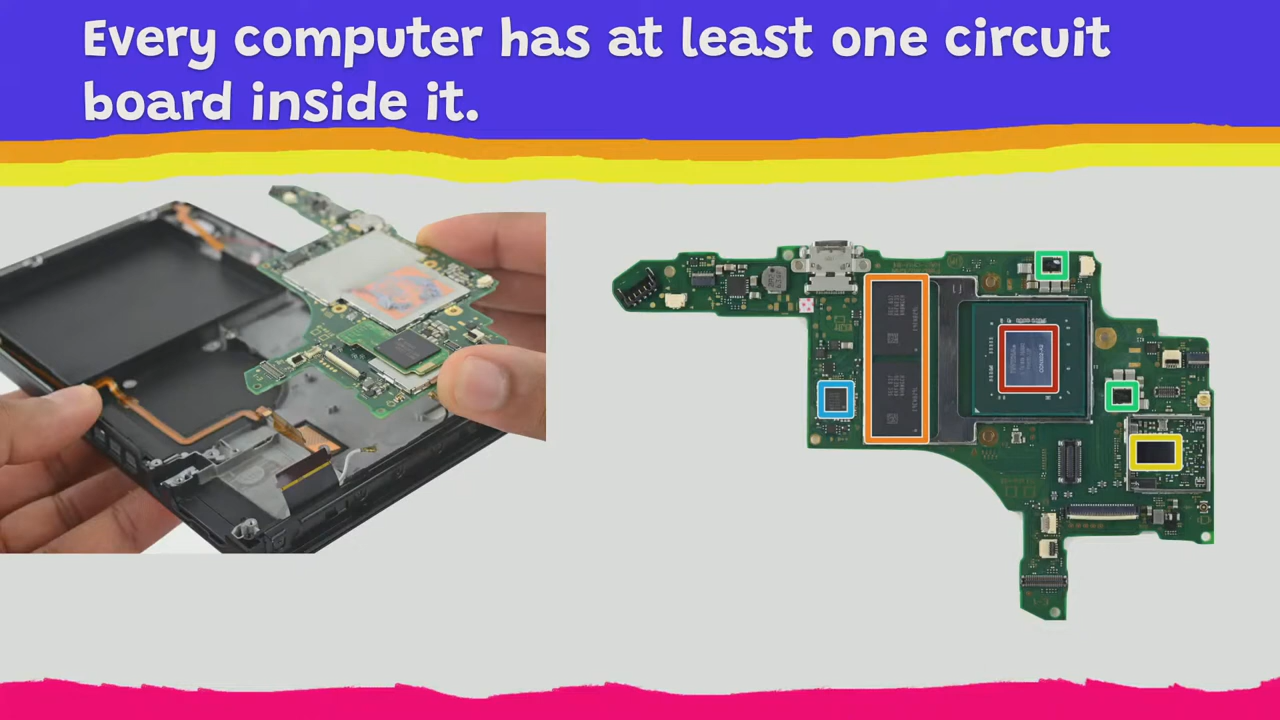 Every computer has at least one circuit
board inside it.